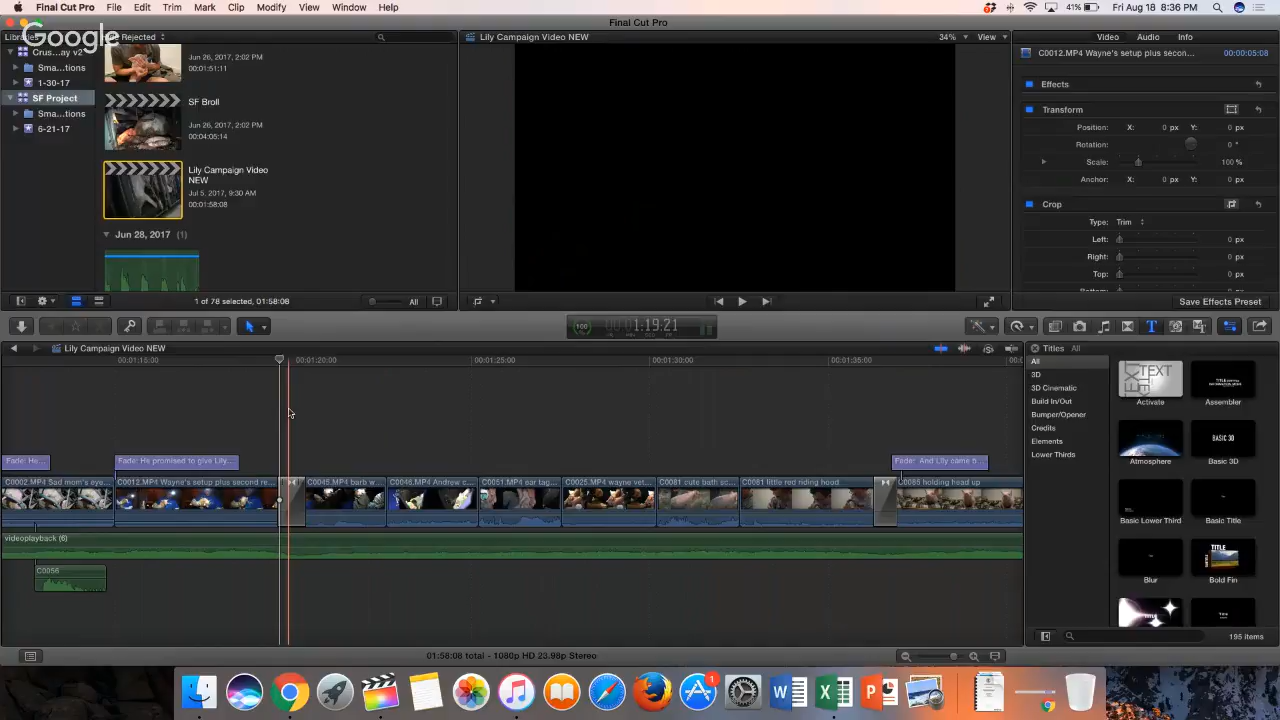 Final Cut Pro File Edit Trim Mark Clip Modify View Window Help 41% Fri Aug 18 8:36 PM
Final Cut Pro
Google
Rejected
Lily Campaign Video NEW 34% View
Video Audio Info
Crus...ay v2
Sma...tions
1-30-17
SF Project
Sma...tions
6-21-17
Jun 26, 2017, 2:02 PM
00:01:51:11
SF Broll
Jun 26, 2017, 2:02 PM
00:04:05:14
Lily Campaign Video
NEW
Jul 5, 2017, 9:30 AM
00:01:58:08
Jun 28, 2017 (1)
C0012.MP4 Wayne's setup plus secon... 00:00:05:08
Effects
Transform
Position: X: 0 px Y: 0 px
Rotation: 0 °
Scale: 100 %
Anchor: X: 0 px Y: 0 px
Crop
Type: Trim
Left: 0 px
Right: 0 px
Top: 0 px
1 of 78 selected, 01:58:08 All
Save Effects Preset
100 1:19:21
Lily Campaign Video NEW
00:01:15:00 00:01:20:00 00:01:25:00 00:01:30:00 00:01:35:00
Fade: He... Fade: He promised to give Lily... Fade: And Lily came b...
C0002.MP4 Sad mom's eye... C0012.MP4 Wayne's setup plus second re... C0045.MP4 barb w... C0046.MP4 Andrew c... C0051.MP4 ear tag... C0025.MP4 wayne vet... C0081 cute bath sc... C0081 little red riding hood C0085 holding head up
videoplayback (6)
C0056
Titles All
All
3D
3D Cinematic
Build In/Out
Bumper/Opener
Credits
Elements
Lower Thirds
TEXT
Activate Assembler
BASIC 3D
Atmosphere Basic 3D
Basic Lower Third Basic Title
TITLE
Blur Bold Fin
195 items
01:58:08 total - 1080p HD 23.98p Stereo
1